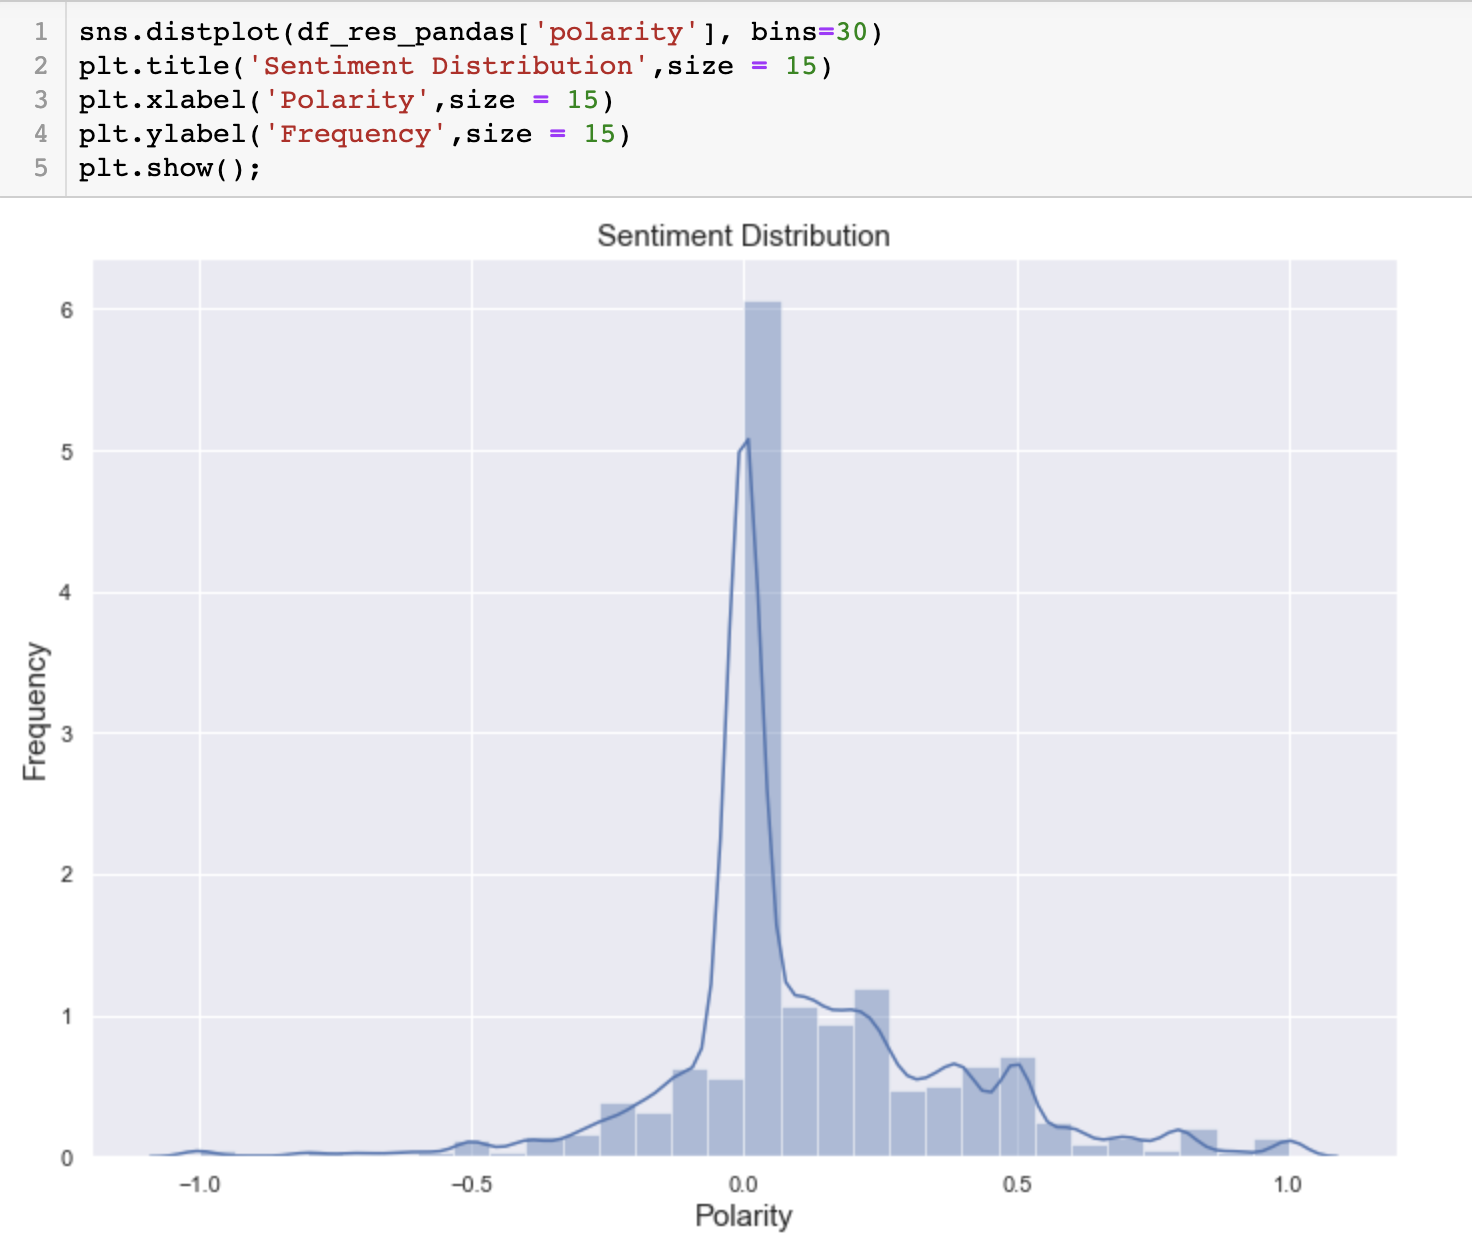 1 sns.distplot(df_res_pandas['polarity'], bins=30)
2 plt.title('Sentiment Distribution',size = 15)
3 plt.xlabel('Polarity',size = 15)
4 plt.ylabel('Frequency',size = 15)
5 plt.show();
Sentiment Distribution
Frequency
6
5
4
3
2
1
0
−1.0 −0.5 0.0 0.5 1.0
Polarity